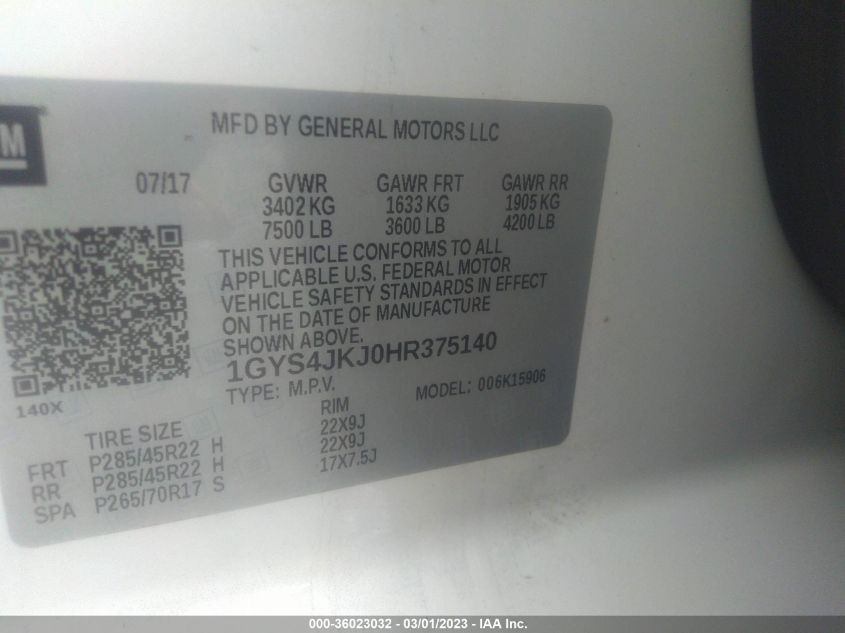 GM
MFD BY GENERAL MOTORS LLC
07/17 GVWR GAWR FRT GAWR RR
3402 KG 1633 KG 1905 KG
7500 LB 3600 LB 4200 LB
THIS VEHICLE CONFORMS TO ALL
APPLICABLE U.S. FEDERAL MOTOR
VEHICLE SAFETY STANDARDS IN EFFECT
ON THE DATE OF MANUFACTURE
SHOWN ABOVE.
1GYS4JKJ0HR375140
TYPE: M.P.V. MODEL: 006K15906
140X
TIRE SIZE RIM
FRT P285/45R22 H 22X9J
RR P285/45R22 H 22X9J
SPA P265/70R17 S 17X7.5J
000-36023032 - 03/01/2023 - IAA Inc.